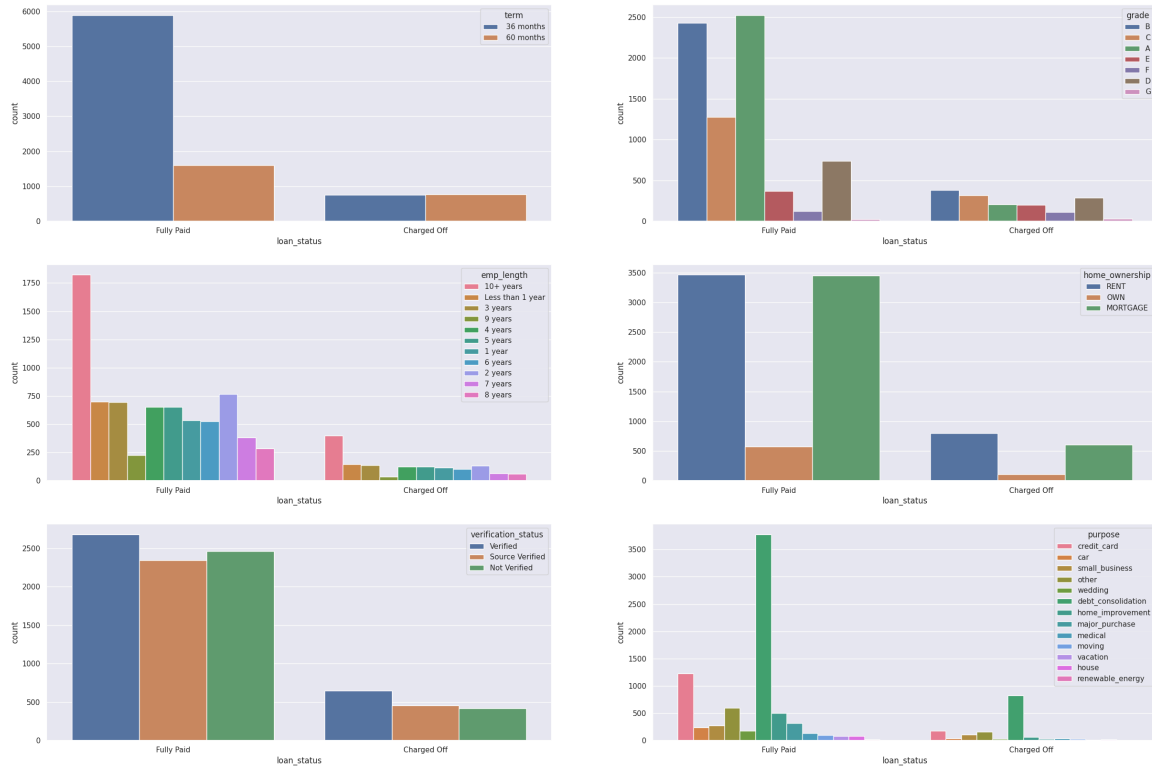 term
36 months
60 months
6000
5000
4000
3000
2000
1000
0
count
Fully Paid
Charged Off
loan_status
grade
B
C
A
E
F
D
G
2500
2000
1500
1000
500
0
count
Fully Paid
Charged Off
loan_status
emp_length
10+ years
Less than 1 year
3 years
9 years
4 years
5 years
1 year
6 years
2 years
7 years
8 years
1750
1500
1250
1000
750
500
250
0
count
Fully Paid
Charged Off
loan_status
home_ownership
RENT
OWN
MORTGAGE
3500
3000
2500
2000
1500
1000
500
0
count
Fully Paid
Charged Off
loan_status
verification_status
Verified
Source Verified
Not Verified
2500
2000
1500
1000
500
0
count
Fully Paid
Charged Off
loan_status
purpose
credit_card
car
small_business
other
wedding
debt_consolidation
home_improvement
major_purchase
medical
moving
vacation
house
renewable_energy
3500
3000
2500
2000
1500
1000
500
0
count
Fully Paid
Charged Off
loan_status